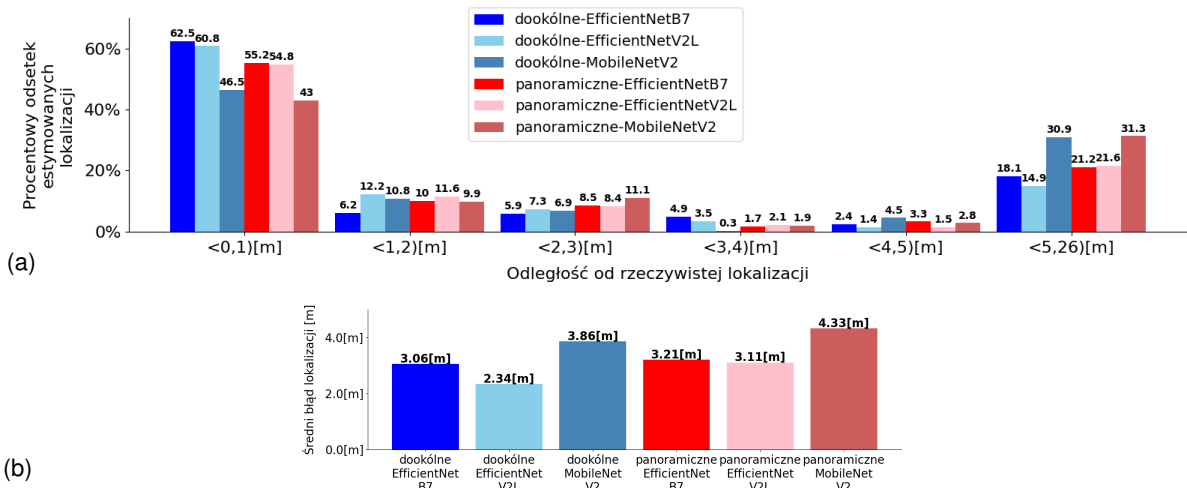 Procentowy odsetek
estymowanych
lokalizacji
60%
40%
20%
0%
dookólne-EfficientNetB7
dookólne-EfficientNetV2L
dookólne-MobileNetV2
panoramiczne-EfficientNetB7
panoramiczne-EfficientNetV2L
panoramiczne-MobileNetV2
62.5 60.8 46.5 55.2 54.8 43
6.2 12.2 10.8 10 11.6 9.9
5.9 7.3 6.9 8.5 8.4 11.1
4.9 3.5 0.3 1.7 2.1 1.9
2.4 1.4 4.5 3.3 1.5 2.8
18.1 14.9 30.9 21.2 21.6 31.3
<0,1)[m] <1,2)[m] <2,3)[m] <3,4)[m] <4,5)[m] <5,26)[m]
Odległość od rzeczywistej lokalizacji
(a)
Średni błąd lokalizacji [m]
4.0[m]
2.0[m]
0.0[m]
3.06[m] 2.34[m] 3.86[m] 3.21[m] 3.11[m] 4.33[m]
dookólne dookólne dookólne panoramiczne panoramiczne panoramiczne
EfficientNet EfficientNet MobileNet EfficientNet EfficientNet MobileNet
B7 V2L V2 B7 V2L V2
(b)